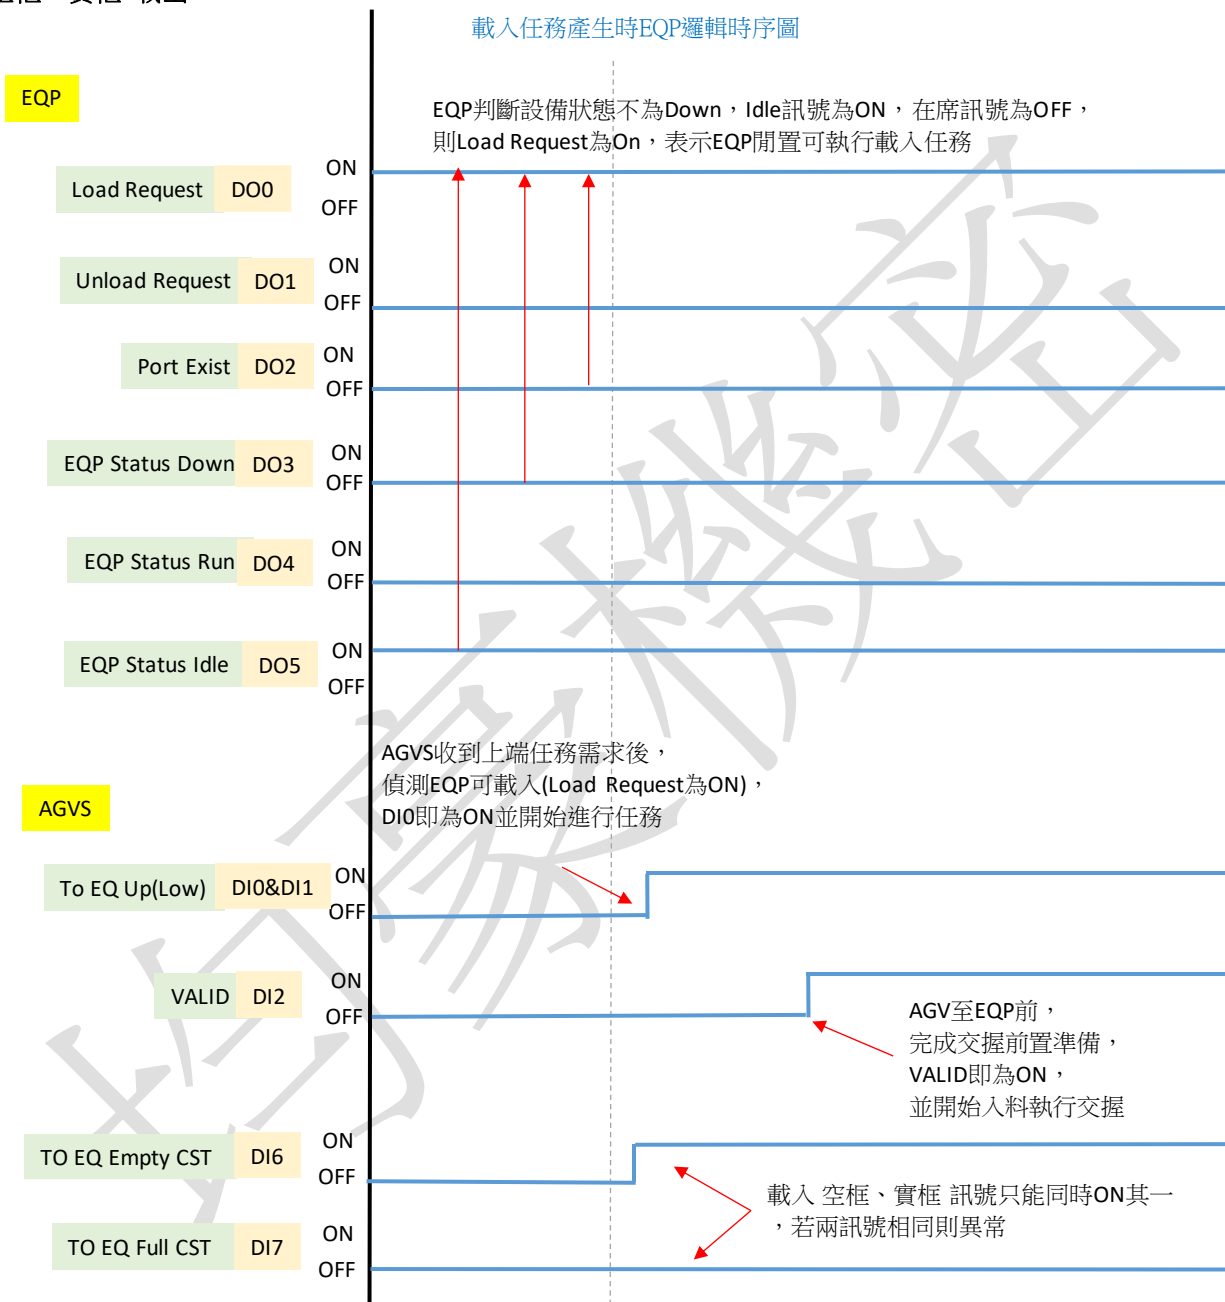 載入任務產生時EQP邏輯時序圖
EQP
EQP判斷設備狀態不為Down，Idle訊號為ON，在席訊號為OFF，
則Load Request為On，表示EQP閒置可執行載入任務
Load Request DO0
ON
OFF
Unload Request DO1
ON
OFF
Port Exist DO2
ON
OFF
EQP Status Down DO3
ON
OFF
EQP Status Run DO4
ON
OFF
EQP Status Idle DO5
ON
OFF
AGVS收到上端任務需求後，
偵測EQP可載入(Load Request為ON)，
DI0即為ON並開始進行任務
AGVS
To EQ Up(Low) DI0&DI1
ON
OFF
VALID DI2
ON
OFF
AGV至EQP前，
完成交握前置準備，
VALID即為ON，
並開始入料執行交握
TO EQ Empty CST DI6
ON
OFF
載入 空框、實框 訊號只能同時ON其一
，若兩訊號相同則異常
TO EQ Full CST DI7
ON
OFF
均豪機密